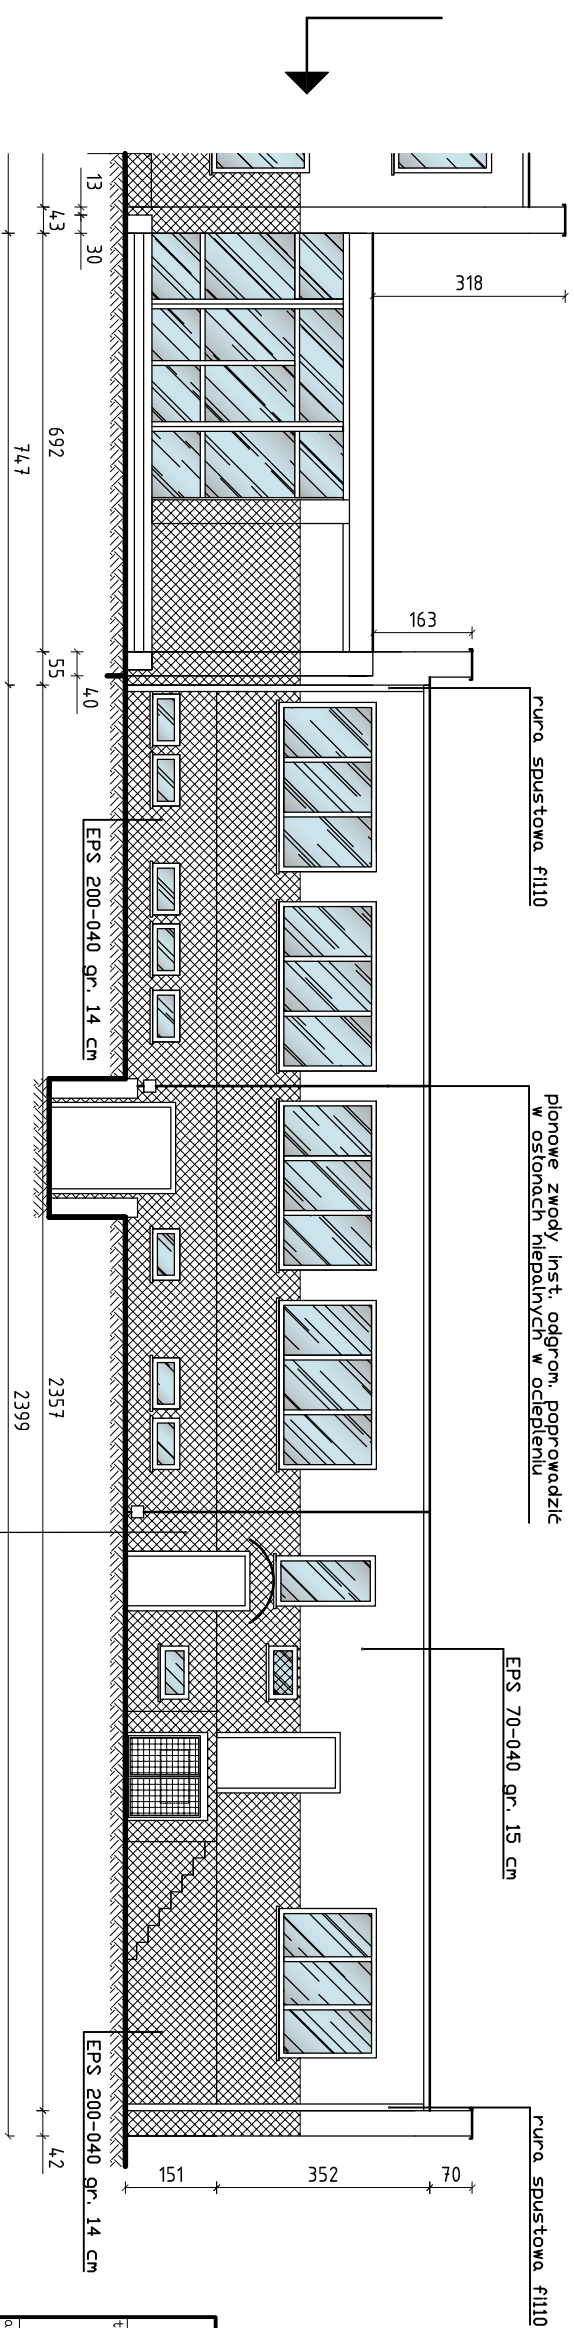 318
163
rura spustowa fi110
pionowe zwody inst. odgrom. poprowadzić
w osłonach niepalnych w ociepleniu
EPS 70-040 gr. 15 cm
rura spustowa fi110
EPS 200-040 gr. 14 cm
EPS 200-040 gr. 14 cm
151
352
70
13
30
40
43
692
55
2357
42
747
2399